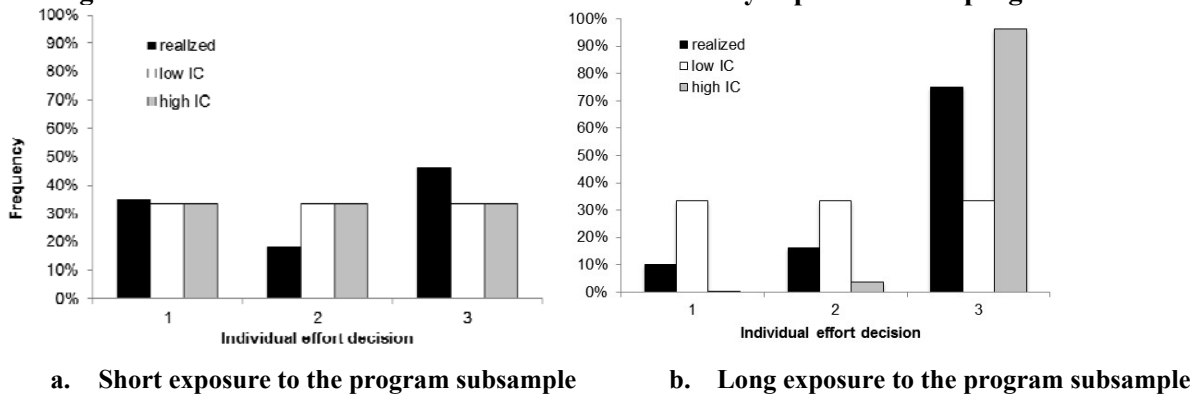 100%
90%
80%
70%
60%
50%
40%
30%
20%
10%
0%
Frequency
realized
low IC
high IC
1 2 3
Individual effort decision
a. Short exposure to the program subsample
100%
90%
80%
70%
60%
50%
40%
30%
20%
10%
0%
realized
low IC
high IC
1 2 3
Individual effort decision
b. Long exposure to the program subsample